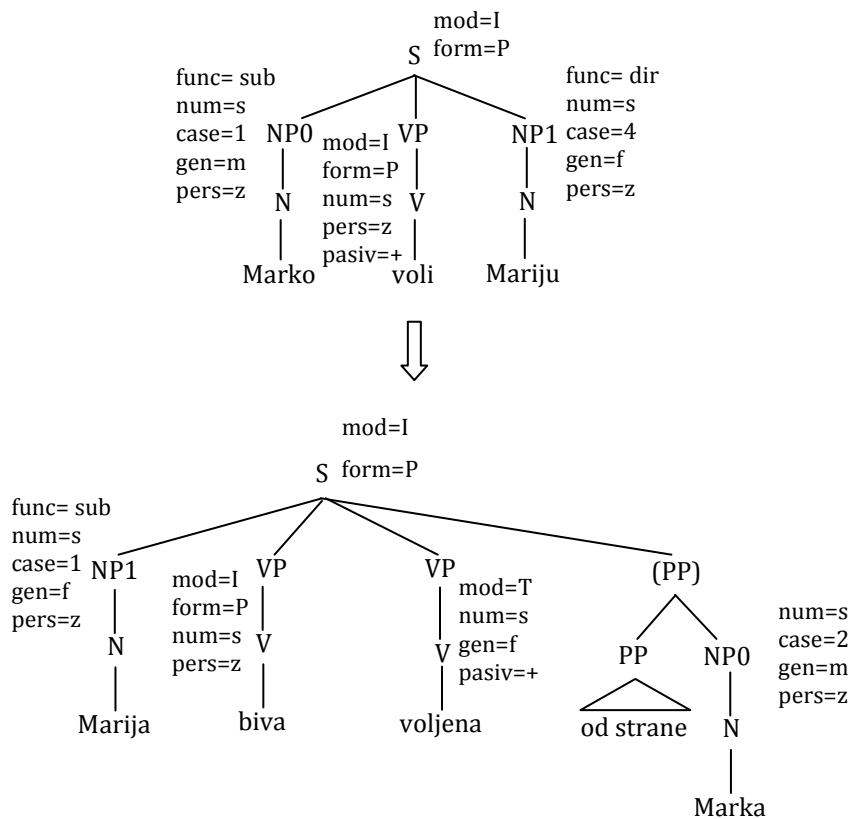 mod=I
S form=P
func= sub
num=s
case=1
gen=m
pers=z
NP0
mod=I
form=P
num=s
pers=z
pasiv=+
VP
NP1
func= dir
num=s
case=4
gen=f
pers=z
N
V
N
Marko
voli
Mariju
mod=I
S form=P
func= sub
num=s
case=1
gen=f
pers=z
NP1
mod=I
form=P
num=s
pers=z
VP
VP
mod=T
num=s
gen=f
pasiv=+
(PP)
N
V
V
PP
NP0
num=s
case=2
gen=m
pers=z
Marija
biva
voljena
od strane
N
Marka